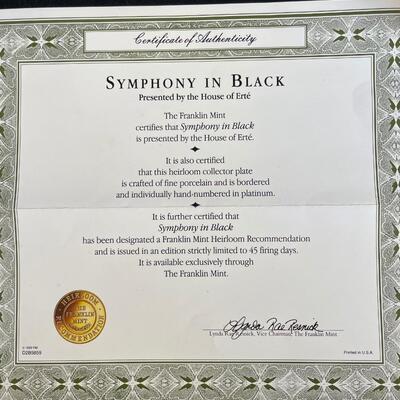 Certificate of Authenticity
SYMPHONY IN BLACK
Presented by the House of Erté
The Franklin Mint
certifies that Symphony in Black
is presented by the House of Erté.
It is also certified
that this heirloom collector plate
is crafted of fine porcelain and is bordered
and individually hand-numbered in platinum.
It is further certified that
Symphony in Black
has been designated a Franklin Mint Heirloom Recommendation
and is issued in an edition strictly limited to 45 firing days.
It is available exclusively through
The Franklin Mint.
HEIRLOOM
THE
FRANKLIN
MINT
RECOMMENDATION
Lynda Rae Resnick
Lynda Rae Resnick, Vice Chairman, The Franklin Mint
D2B9859
Printed in U.S.A.